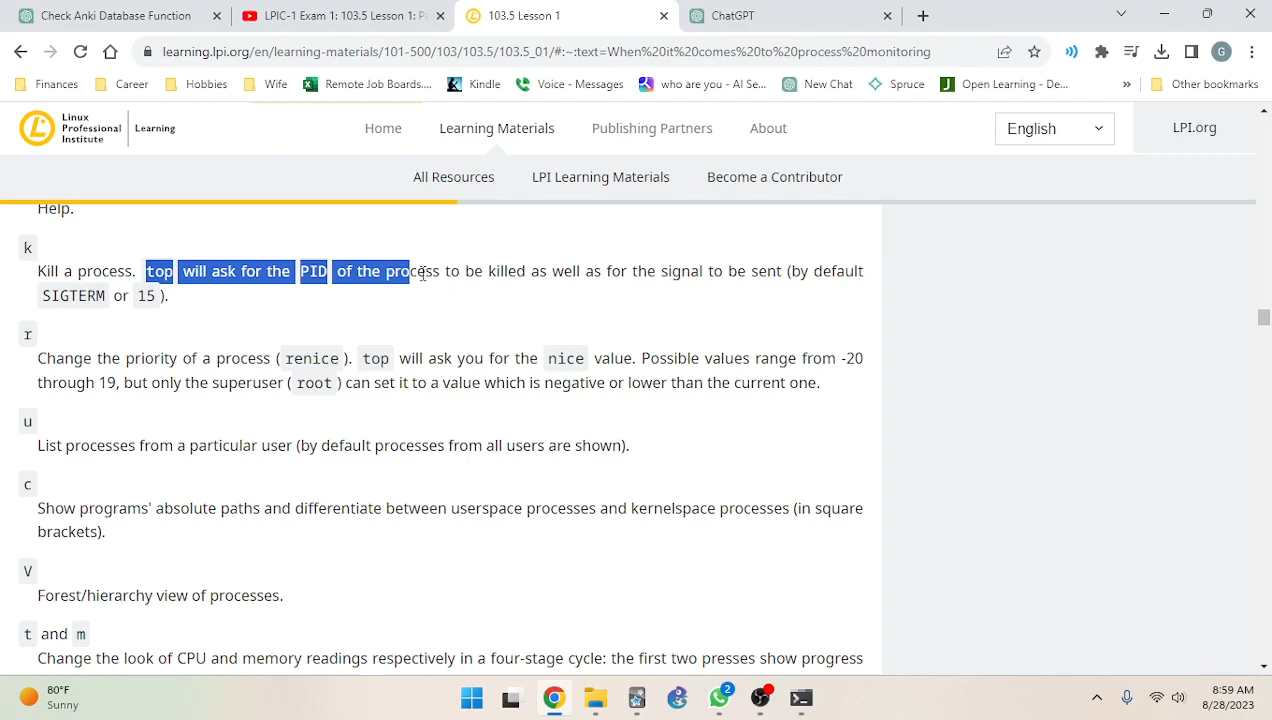 Check Anki Database Function
LPIC-1 Exam 1: 103.5 Lesson 1: P
103.5 Lesson 1
ChatGPT
learning.lpi.org/en/learning-materials/101-500/103/103.5/103.5_01/#:~:text=When%20it%20comes%20to%20process%20monitoring
G
Finances
Career
Hobbies
Wife
Remote Job Boards....
Kindle
Voice - Messages
who are you - AI Se...
New Chat
Spruce
Open Learning - De...
»
Other bookmarks
Linux
Professional
Institute
Learning
Home
Learning Materials
Publishing Partners
About
English
LPI.org
All Resources
LPI Learning Materials
Become a Contributor
Help.
k
Kill a process. top will ask for the PID of the process to be killed as well as for the signal to be sent (by default
SIGTERM or 15 ).
r
Change the priority of a process ( renice ). top will ask you for the nice value. Possible values range from -20
through 19, but only the superuser ( root ) can set it to a value which is negative or lower than the current one.
u
List processes from a particular user (by default processes from all users are shown).
c
Show programs' absolute paths and differentiate between userspace processes and kernelspace processes (in square
brackets).
V
Forest/hierarchy view of processes.
t and m
Change the look of CPU and memory readings respectively in a four-stage cycle: the first two presses show progress
80°F
Sunny
2
8:59 AM
8/28/2023